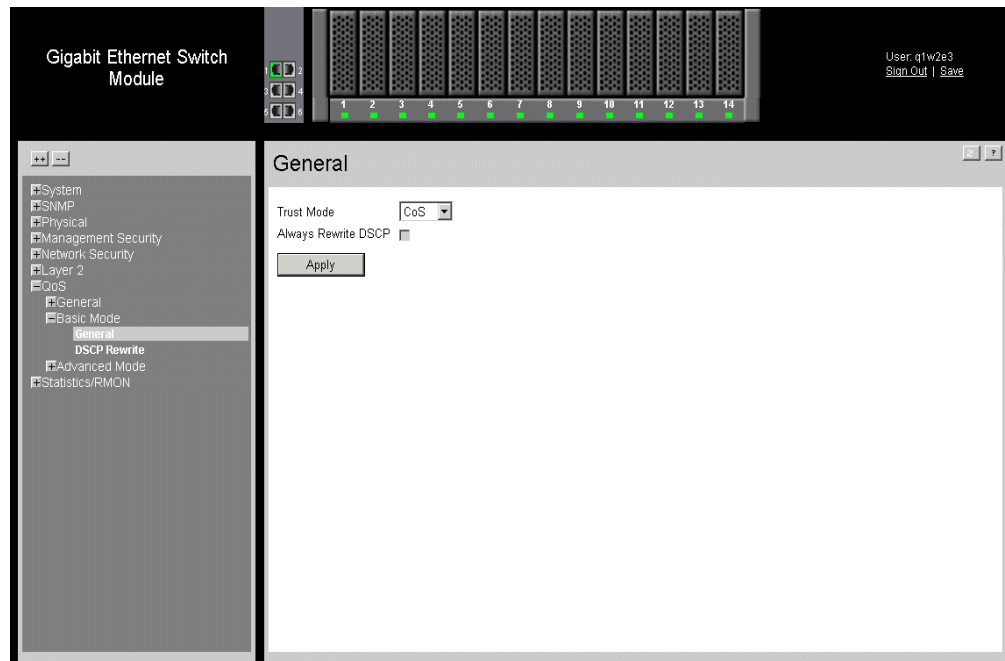 Gigabit Ethernet Switch
Module
1 2
3 4
5 6
1 2 3 4 5 6 7 8 9 10 11 12 13 14
User: q1w2e3
Sign Out | Save
++ --
General
?
System
SNMP
Physical
Management Security
Network Security
Layer 2
QoS
General
Basic Mode
General
DSCP Rewrite
Advanced Mode
Statistics/RMON
Trust Mode CoS
Always Rewrite DSCP
Apply